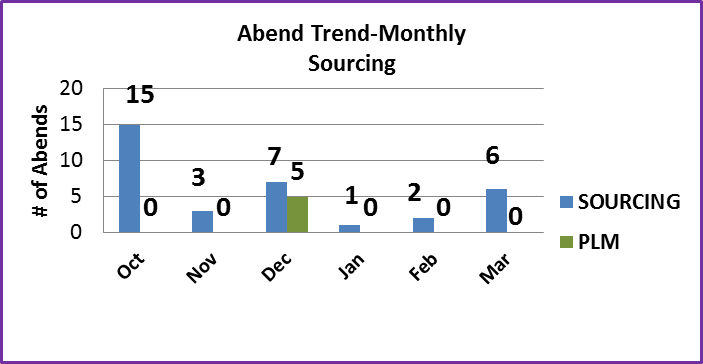 Abend Trend-Monthly
Sourcing
# of Abends
20
15
10
5
0
15
0
3
0
7
5
1
0
2
0
6
0
Oct
Nov
Dec
Jan
Feb
Mar
SOURCING
PLM